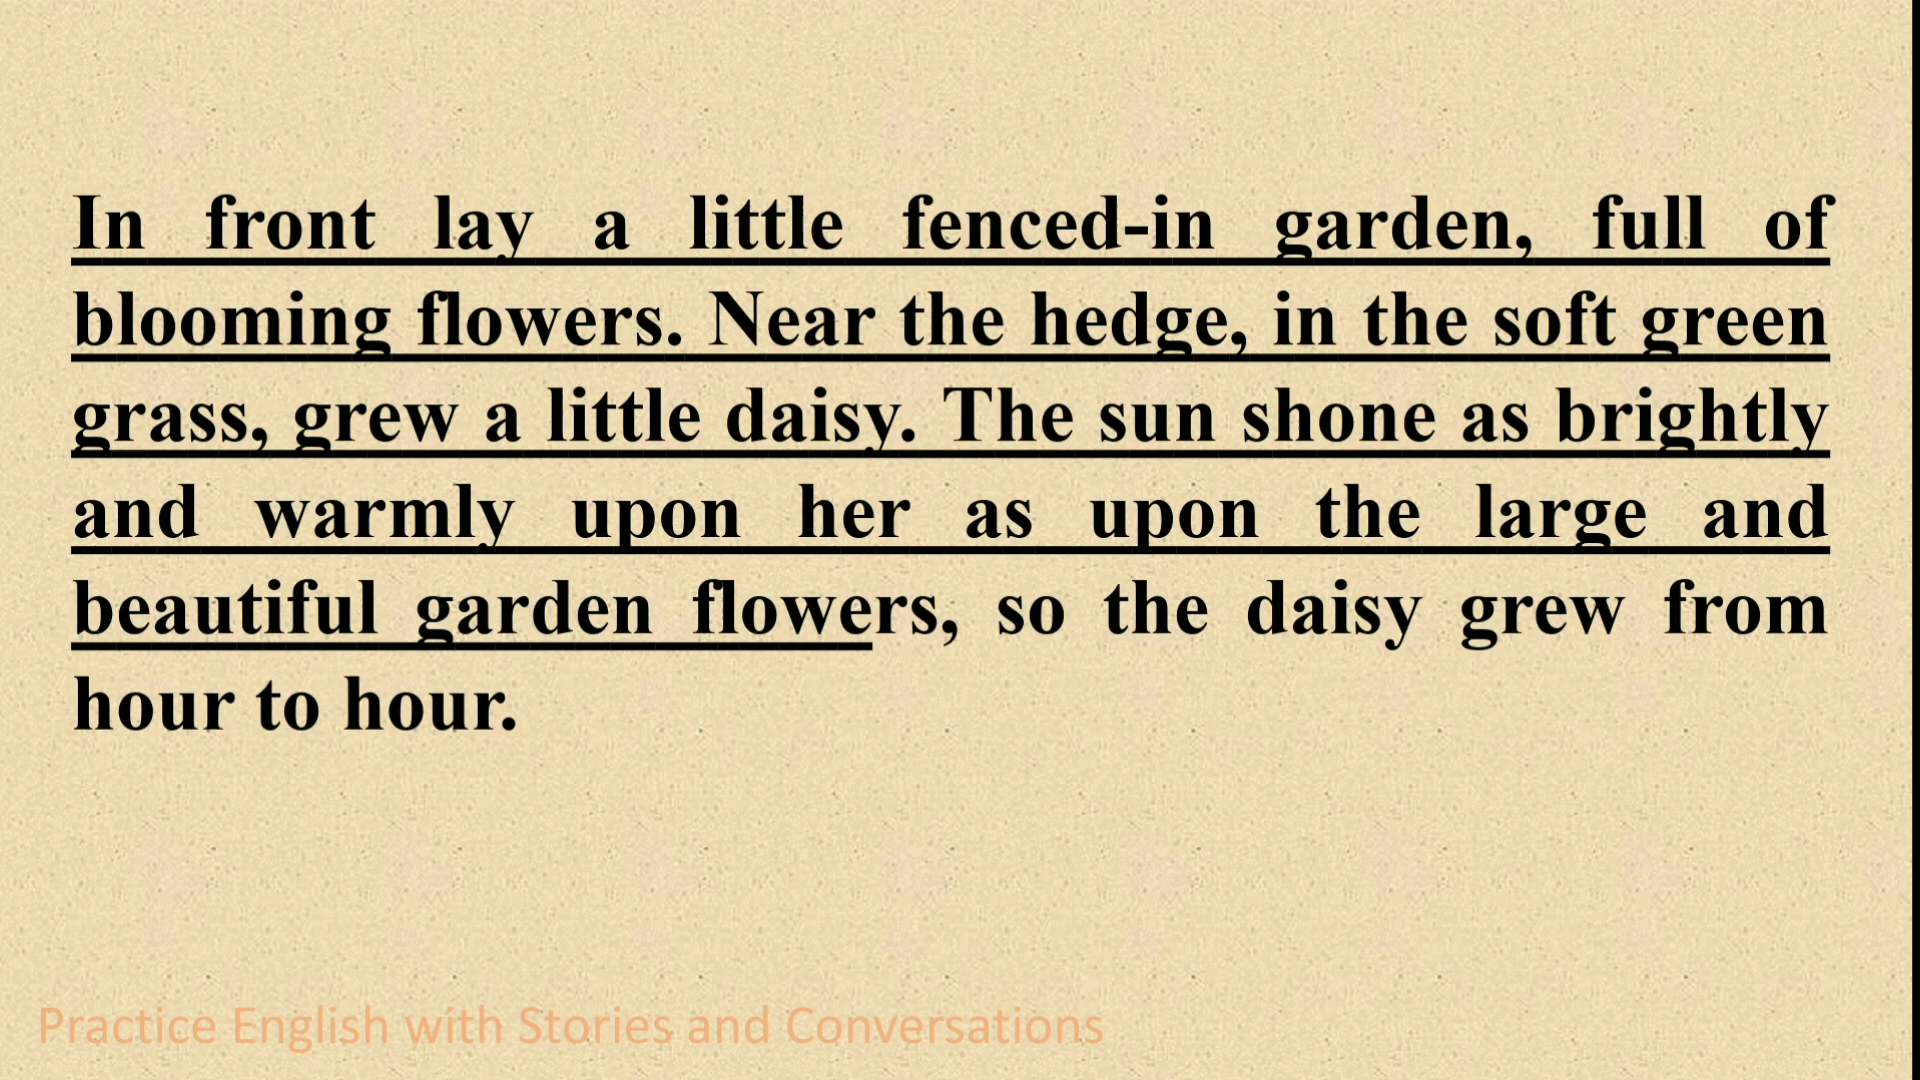 In front lay a little fenced-in garden, full of
blooming flowers. Near the hedge, in the soft green
grass, grew a little daisy. The sun shone as brightly
and warmly upon her as upon the large and
beautiful garden flowers, so the daisy grew from
hour to hour.
Practice English with Stories and Conversations